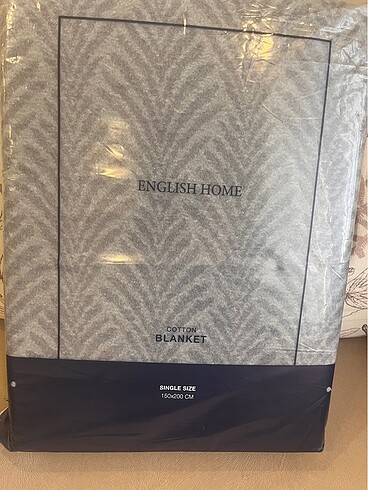 ENGLISH HOME
COTTON
BLANKET
SINGLE SIZE
150x200 CM